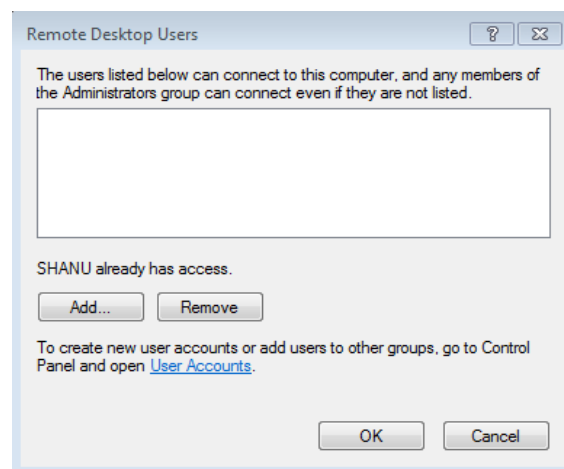 Remote Desktop Users
The users listed below can connect to this computer, and any members of
the Administrators group can connect even if they are not listed.
SHANU already has access.
Add... Remove
To create new user accounts or add users to other groups, go to Control
Panel and open User Accounts.
OK Cancel